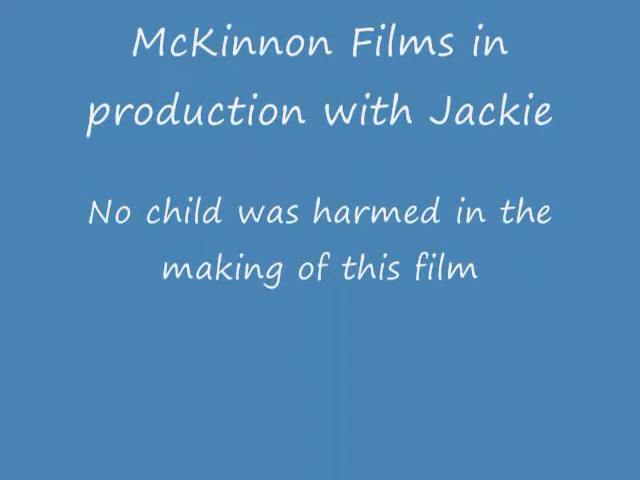 McKinnon Films in
production with Jackie
No child was harmed in the
making of this film